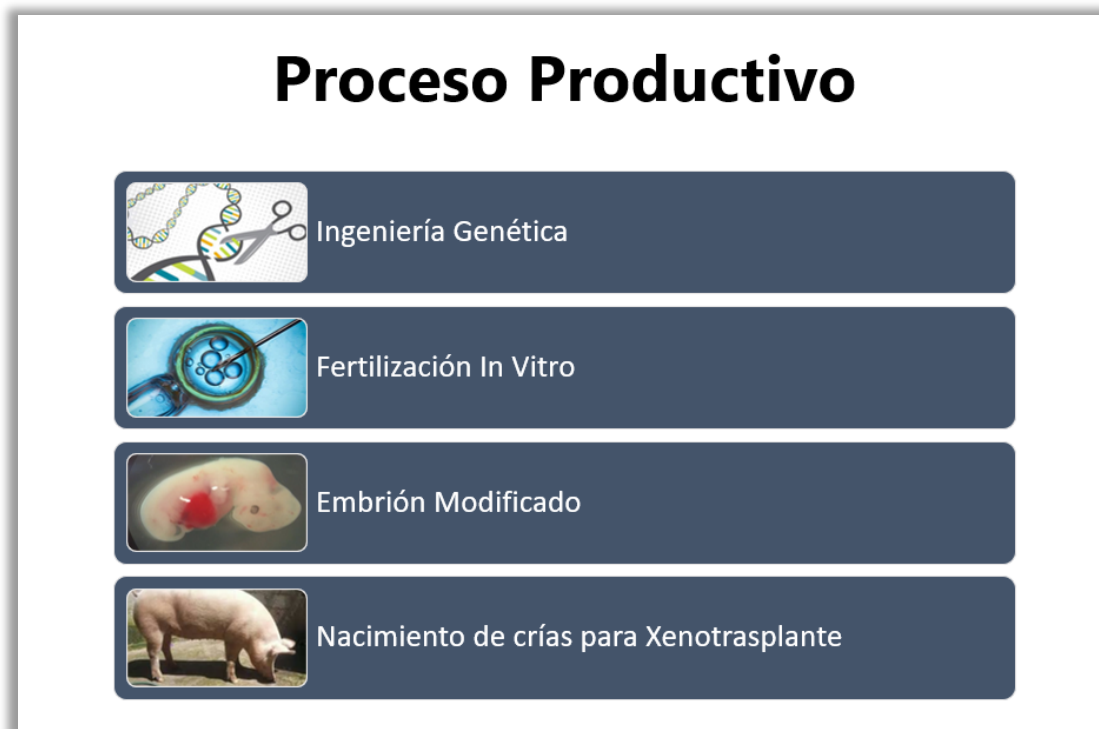 Proceso Productivo
Ingeniería Genética
Fertilización In Vitro
Embrión Modificado
Nacimiento de crías para Xenotrasplante